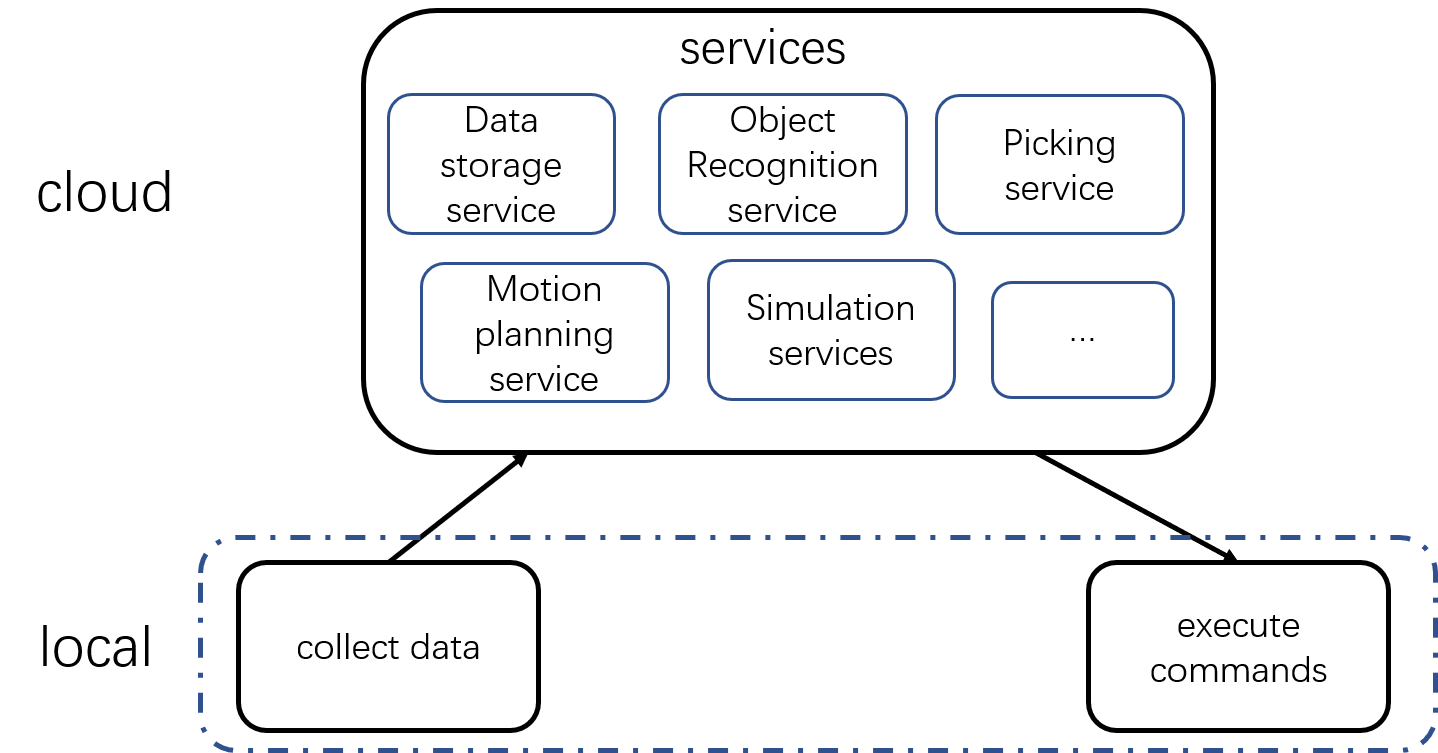 services
Data
storage
service
Object
Recognition
service
Picking
service
cloud
Motion
planning
service
Simulation
services
...
local
collect data
execute
commands